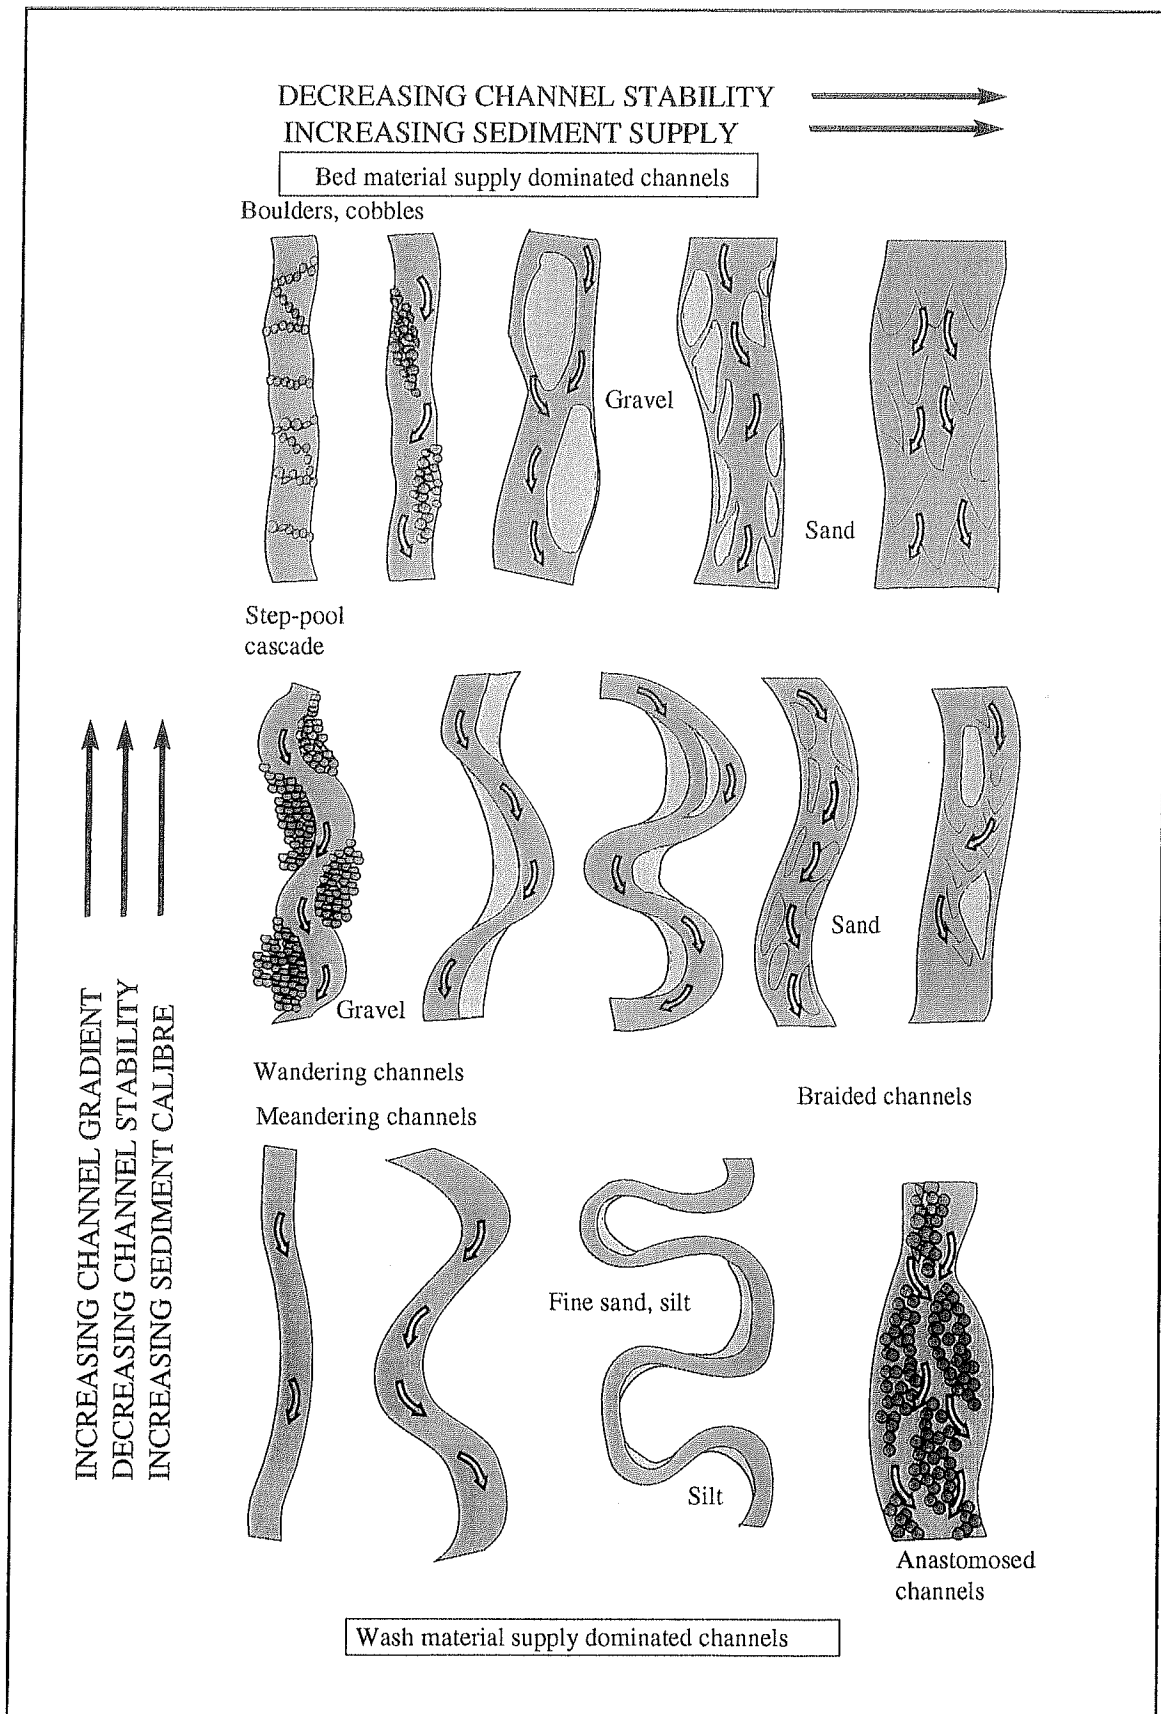 DECREASING CHANNEL STABILITY
INCREASING SEDIMENT SUPPLY
Bed material supply dominated channels
Boulders, cobbles
Gravel
Sand
Step-pool
cascade
Gravel
Sand
Wandering channels
Braided channels
Meandering channels
INCREASING CHANNEL GRADIENT
DECREASING CHANNEL STABILITY
INCREASING SEDIMENT CALIBRE
Fine sand, silt
Silt
Anastomosed
channels
Wash material supply dominated channels